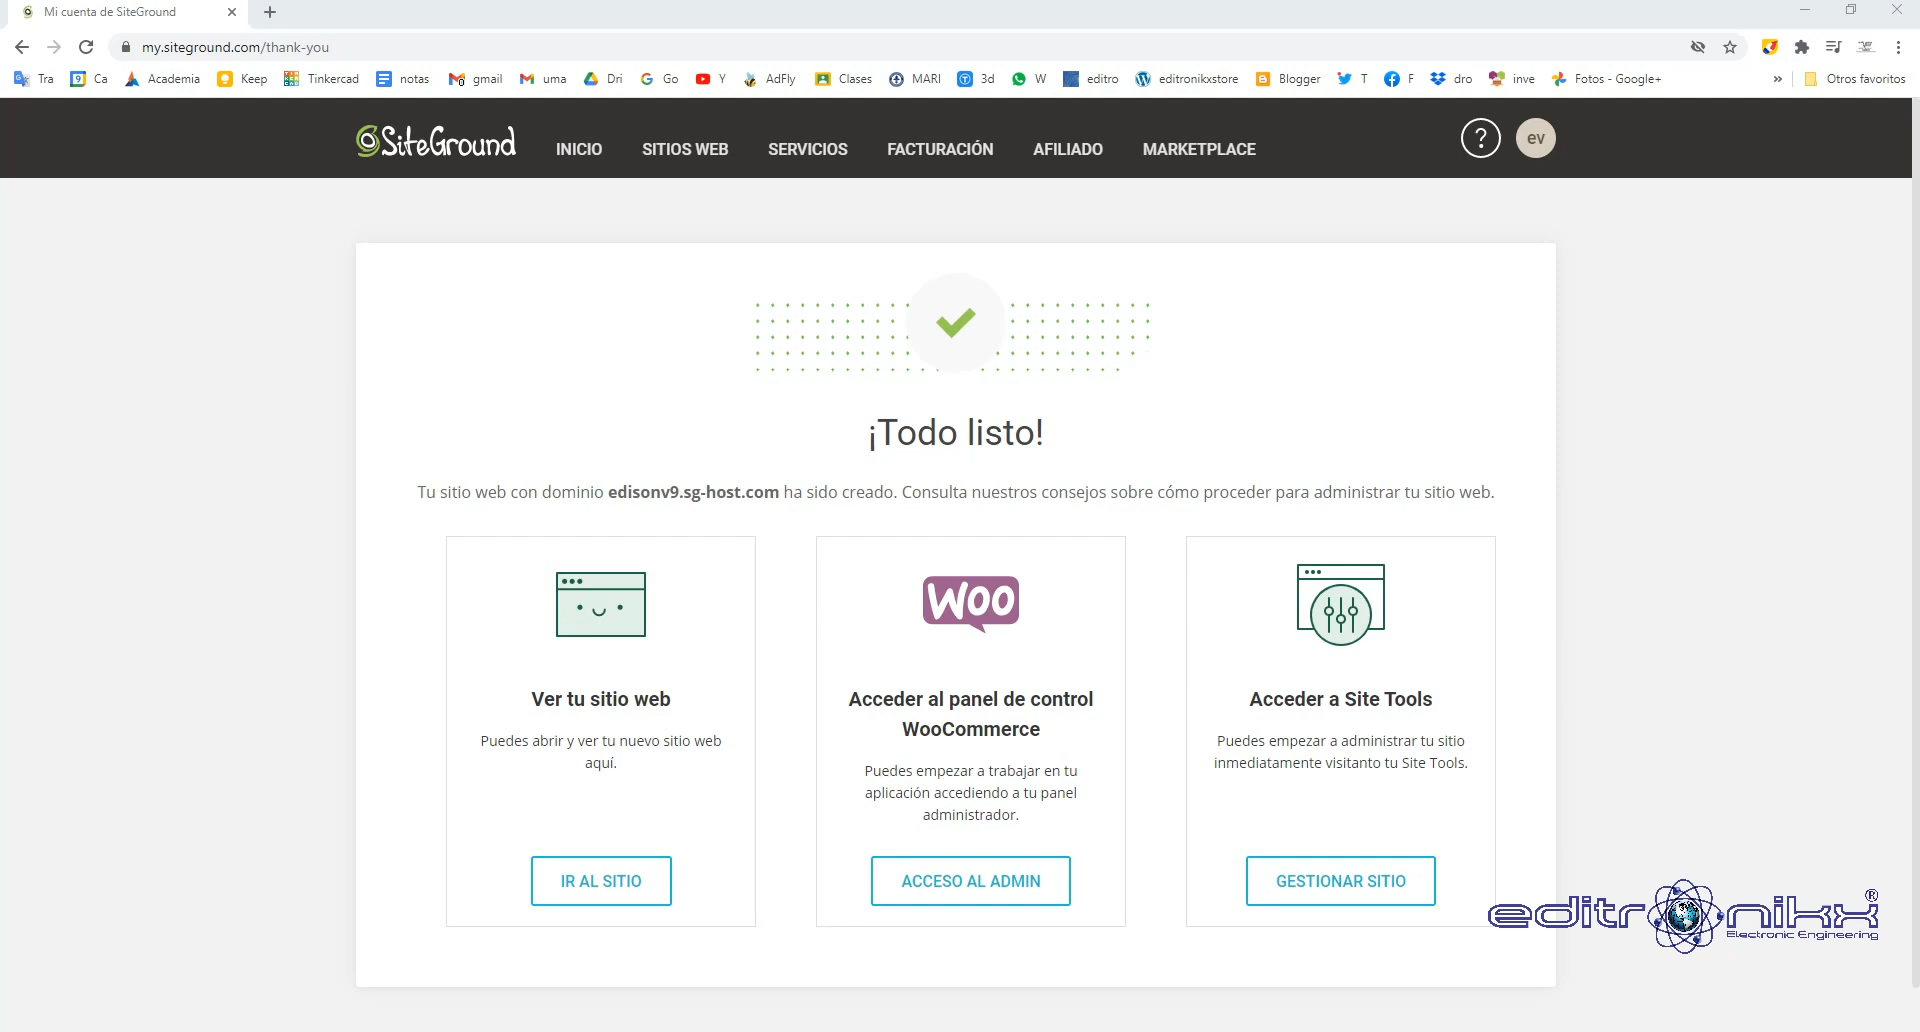 Mi cuenta de SiteGround
my.siteground.com/thank-you
Tra Ca Academia Keep Tinkercad notas gmail uma Dri Go Y AdFly Clases MARI 3d W editro editronikxstore Blogger T F dro inve Fotos - Google+ » Otros favoritos
SiteGround INICIO SITIOS WEB SERVICIOS FACTURACIÓN AFILIADO MARKETPLACE ? ev
¡Todo listo!
Tu sitio web con dominio edisonv9.sg-host.com ha sido creado. Consulta nuestros consejos sobre cómo proceder para administrar tu sitio web.
Ver tu sitio web
Puedes abrir y ver tu nuevo sitio web
aquí.
IR AL SITIO
WOO
Acceder al panel de control
WooCommerce
Puedes empezar a trabajar en tu
aplicación accediendo a tu panel
administrador.
ACCESO AL ADMIN
Acceder a Site Tools
Puedes empezar a administrar tu sitio
inmediatamente visitanto tu Site Tools.
GESTIONAR SITIO
editronikx®
Electronic Engineering